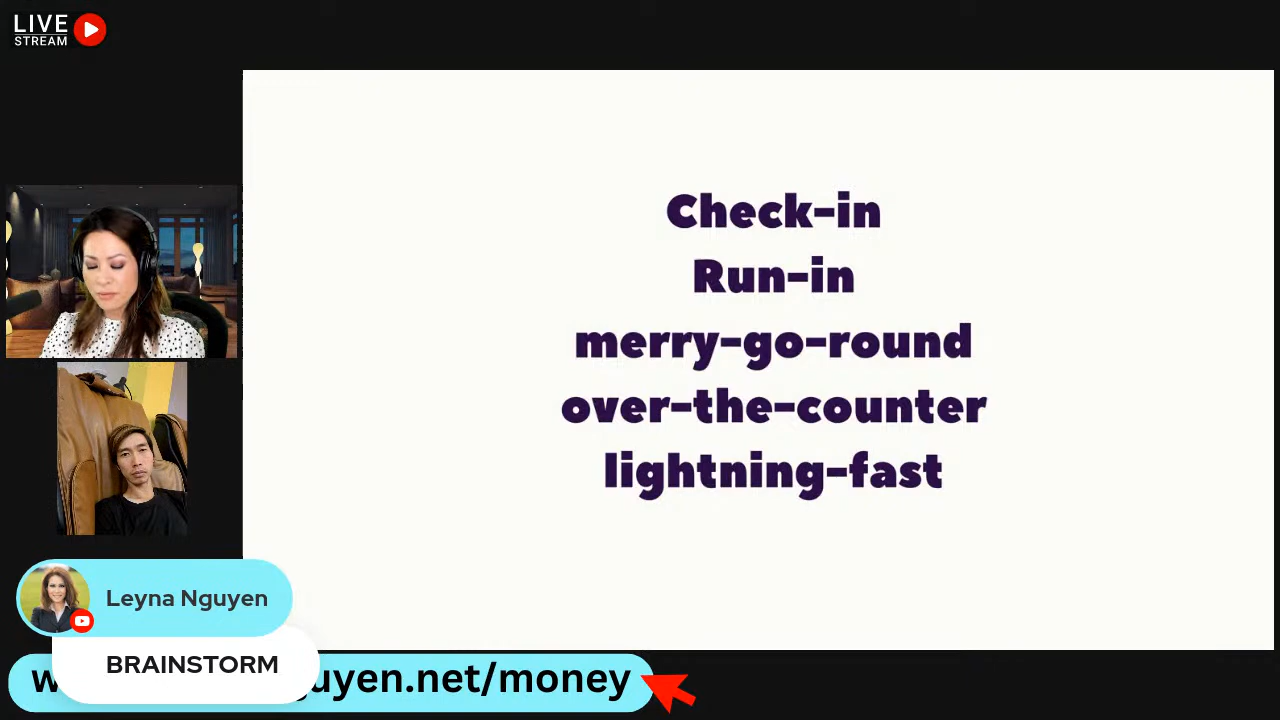 LIVE
STREAM
Check-in
Run-in
merry-go-round
over-the-counter
lightning-fast
Leyna Nguyen
BRAINSTORM
guyen.net/money